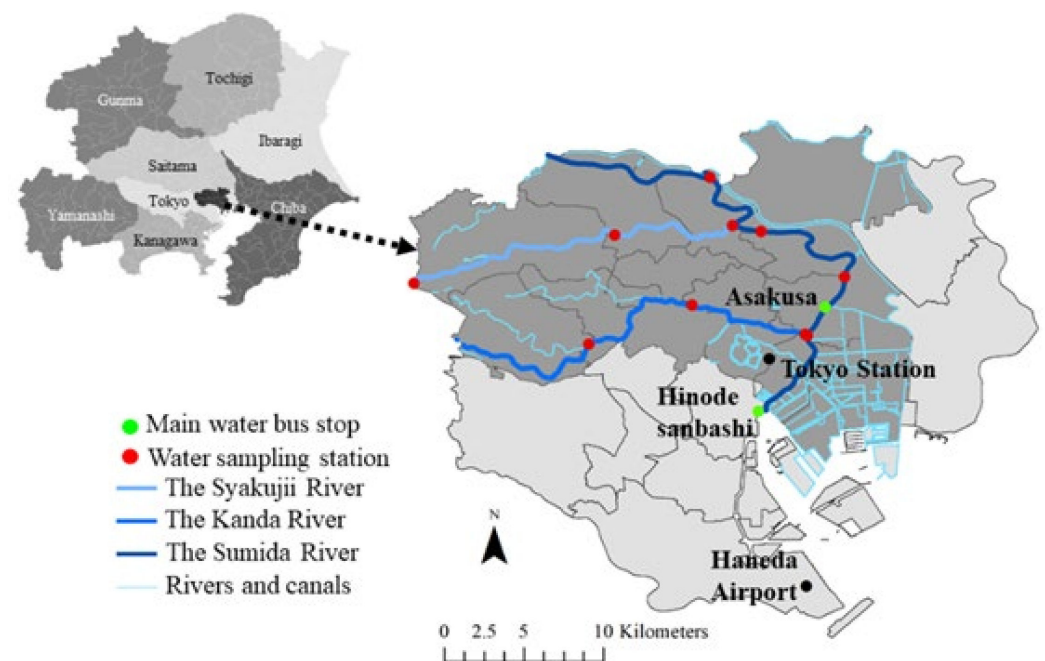 Tochigi
Gunma
Ibaragi
Saitama
Tokyo
Chiba
Yamanashi
Kanagawa
Asakusa
Tokyo Station
Hinode
sanbashi
Main water bus stop
Water sampling station
The Syakujii River
The Kanda River
The Sumida River
Rivers and canals
N
Haneda
Airport
0 2.5 5 10 Kilometers